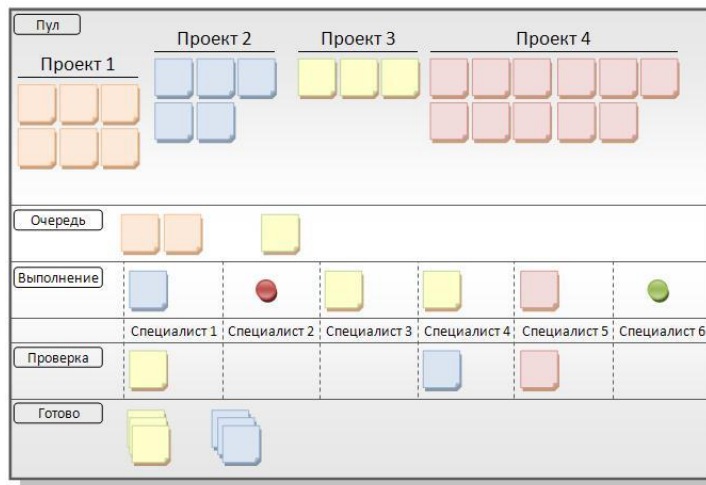 Пул
Проект 1
Проект 2
Проект 3
Проект 4
Очередь
Выполнение
Специалист 1
Специалист 2
Специалист 3
Специалист 4
Специалист 5
Специалист 6
Проверка
Готово